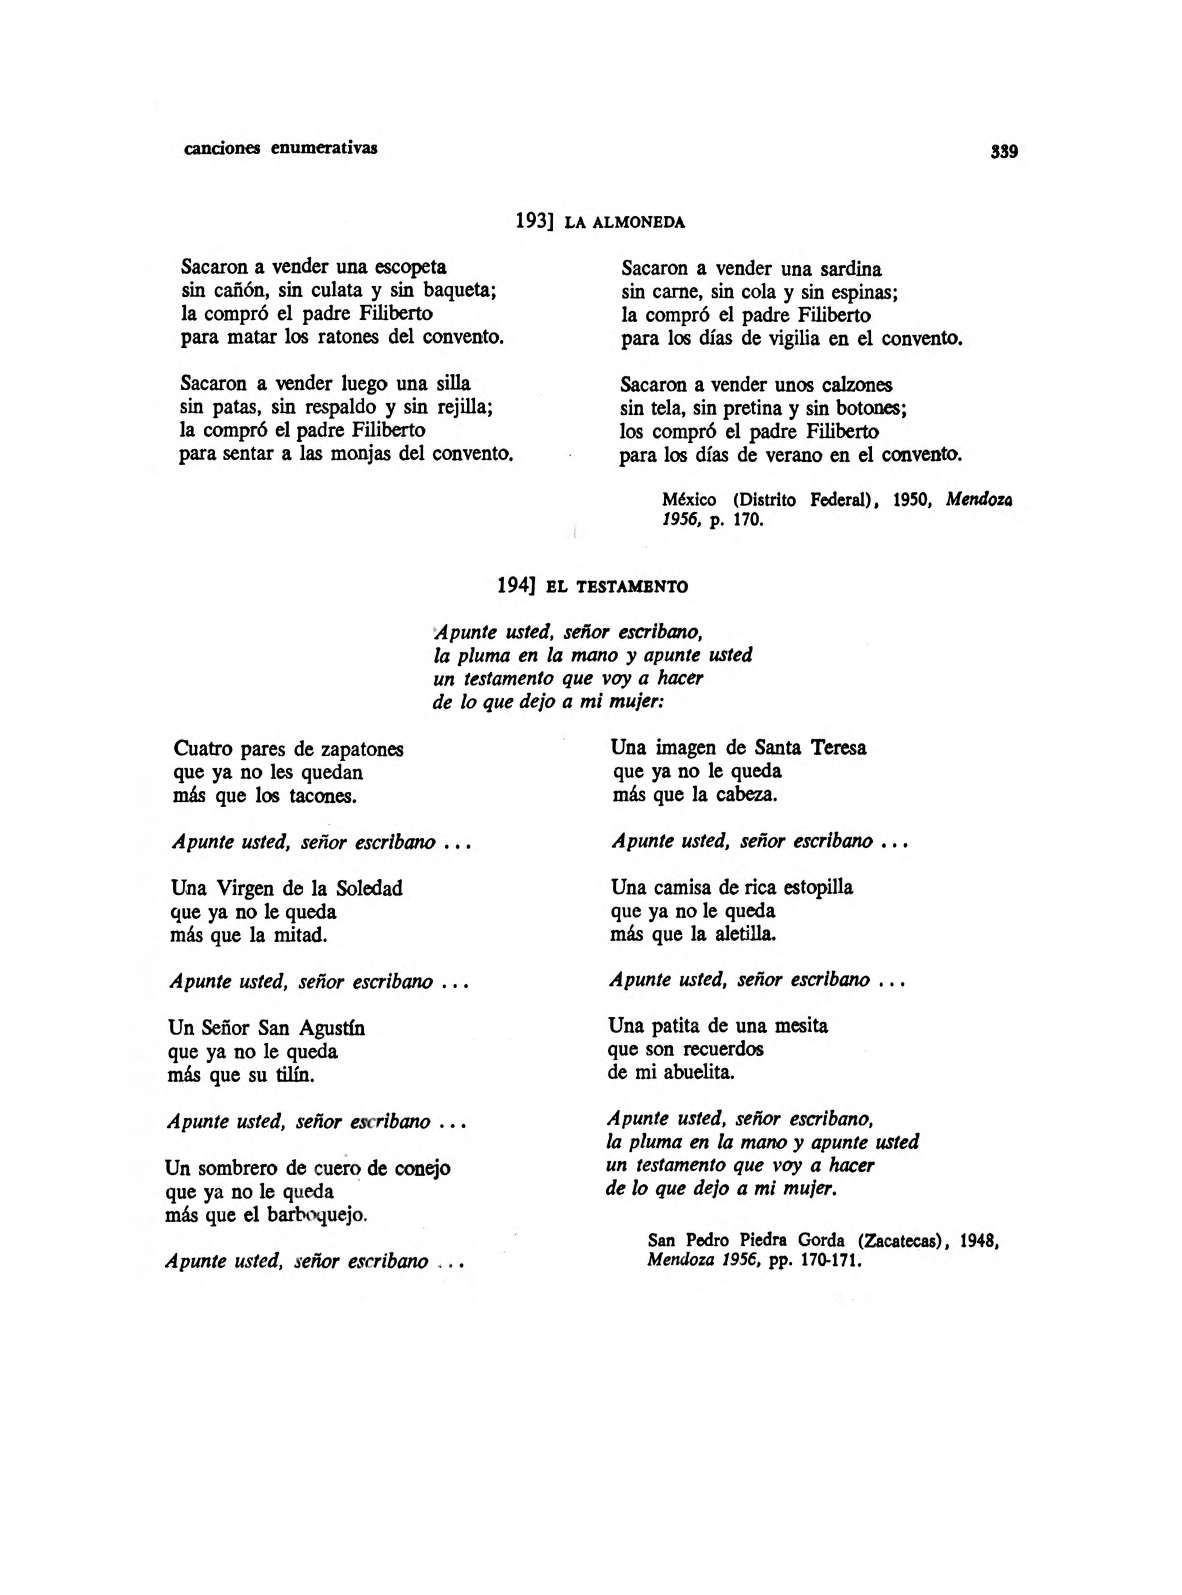 canciones enumerativas 339
193] LA ALMONEDA
Sacaron a vender una escopeta
sin cañón, sin culata y sin baqueta;
la compró el padre Filiberto
para matar los ratones del convento.
Sacaron a vender luego una silla
sin patas, sin respaldo y sin rejilla;
la compró el padre Filiberto
para sentar a las monjas del convento.
Sacaron a vender una sardina
sin carne, sin cola y sin espinas;
la compró el padre Filiberto
para los días de vigilia en el convento.
Sacaron a vender unos calzones
sin tela, sin pretina y sin botones;
los compró el padre Filiberto
para los días de verano en el convento.
México (Distrito Federal), 1950, Mendoza
1956, p. 170.
194] EL TESTAMENTO
Apunte usted, señor escribano,
la pluma en la mano y apunte usted
un testamento que voy a hacer
de lo que dejo a mi mujer:
Cuatro pares de zapatones
que ya no les quedan
más que los tacones.
Apunte usted, señor escribano ...
Una Virgen de la Soledad
que ya no le queda
más que la mitad.
Apunte usted, señor escribano ...
Un Señor San Agustín
que ya no le queda
más que su tilín.
Apunte usted, señor escribano ...
Un sombrero de cuero de conejo
que ya no le queda
más que el barboquejo.
Apunte usted, señor escribano ...
Una imagen de Santa Teresa
que ya no le queda
más que la cabeza.
Apunte usted, señor escribano ...
Una camisa de rica estopilla
que ya no le queda
más que la aletilla.
Apunte usted, señor escribano ...
Una patita de una mesita
que son recuerdos
de mi abuelita.
Apunte usted, señor escribano,
la pluma en la mano y apunte usted
un testamento que voy a hacer
de lo que dejo a mi mujer.
San Pedro Piedra Gorda (Zacatecas), 1948,
Mendoza 1956, pp. 170-171.